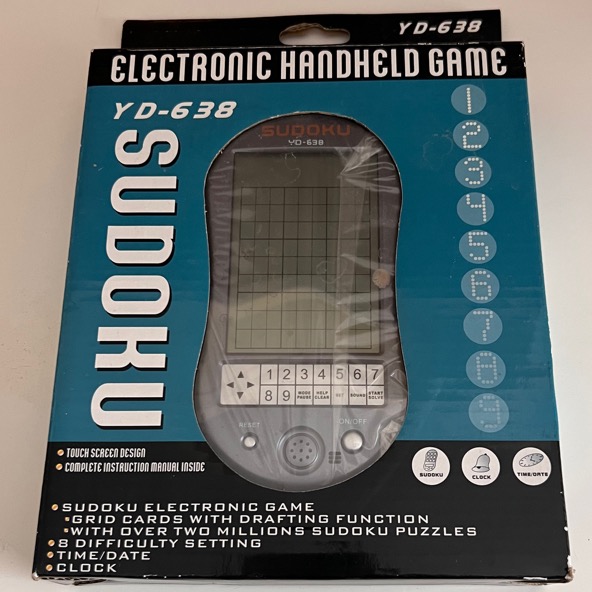 YD-638
ELECTRONIC HANDHELD GAME
YD-638
SUDOKU
SUDOKU
YD-638
1
2
3
4
5
6
7
8
9
1 2 3 4 5 6 7
8 9 MODE PAUSE HELP CLEAR SET SOUND START SOLVE
RESET
ON/OFF
TOUCH SCREEN DESIGN
COMPLETE INSTRUCTION MANUAL INSIDE
SUDOKU
CLOCK
TIME/DATE
SUDOKU ELECTRONIC GAME
GRID CARDS WITH DRAFTING FUNCTION
WITH OVER TWO MILLIONS SUDOKU PUZZLES
8 DIFFICULTY SETTING
TIME/DATE
CLOCK